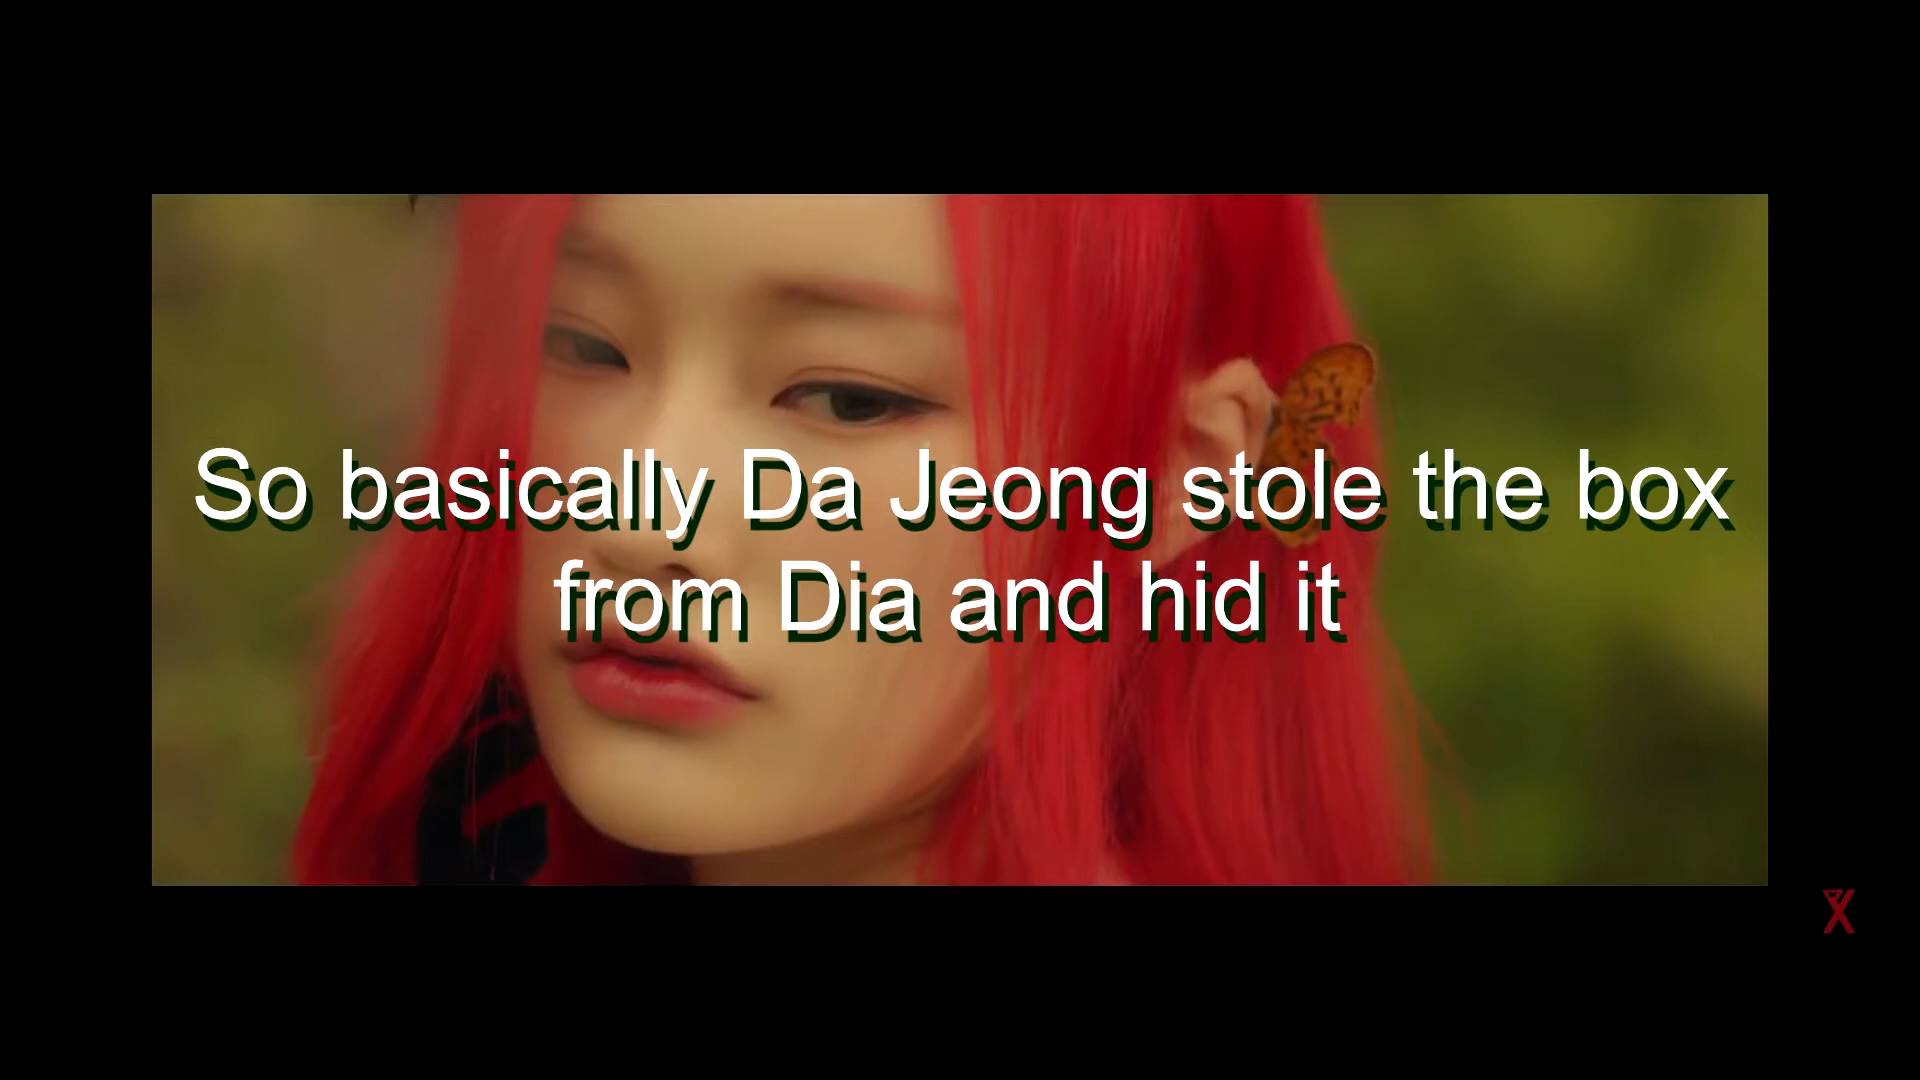 So basically Da Jeong stole the box
from Dia and hid it